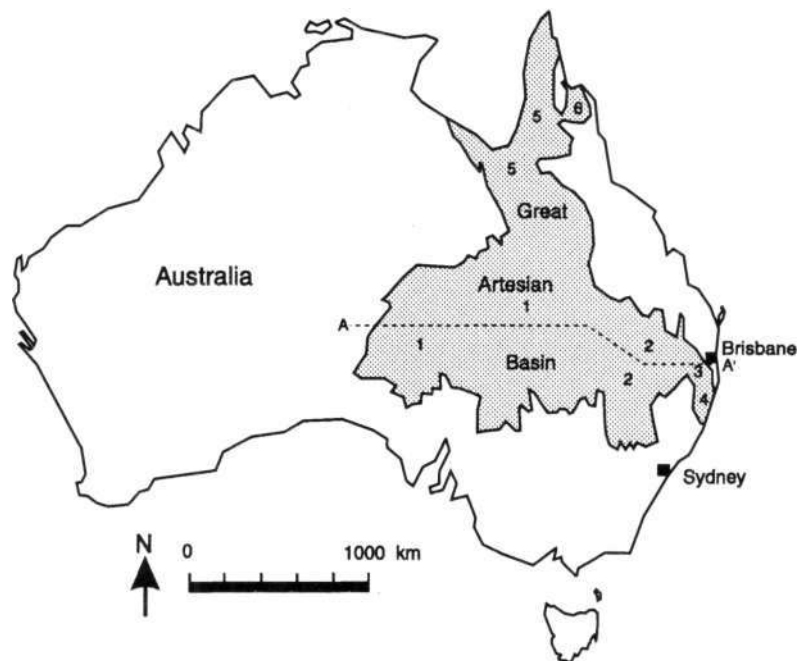 5
6
5
Great
Australia
Artesian
1
A
1
Basin
2
2
Brisbane
A'
3
4
Sydney
N
0
1000 km